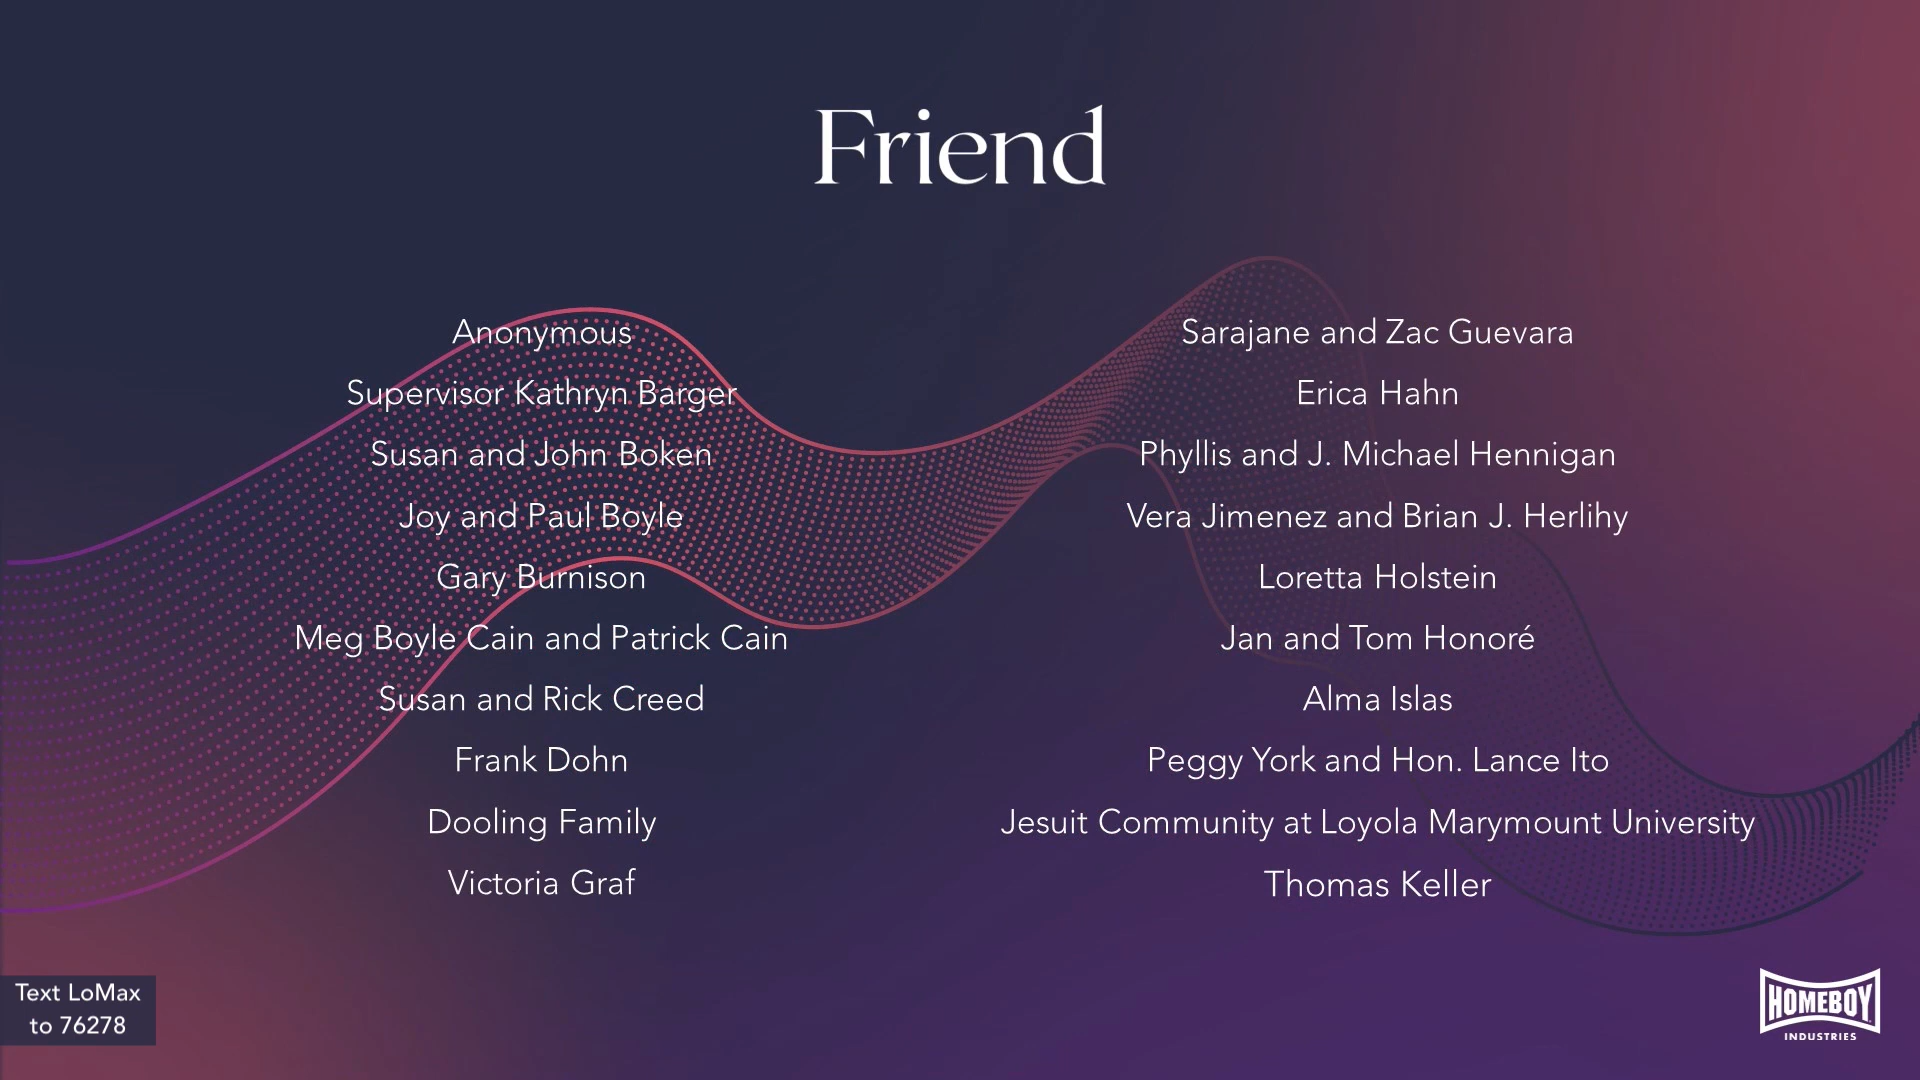 Friend
Anonymous
Supervisor Kathryn Barger
Susan and John Boken
Joy and Paul Boyle
Gary Burnison
Meg Boyle Cain and Patrick Cain
Susan and Rick Creed
Frank Dohn
Dooling Family
Victoria Graf
Sarajane and Zac Guevara
Erica Hahn
Phyllis and J. Michael Hennigan
Vera Jimenez and Brian J. Herlihy
Loretta Holstein
Jan and Tom Honoré
Alma Islas
Peggy York and Hon. Lance Ito
Jesuit Community at Loyola Marymount University
Thomas Keller
Text LoMax
to 76278
HOMEBOY
INDUSTRIES